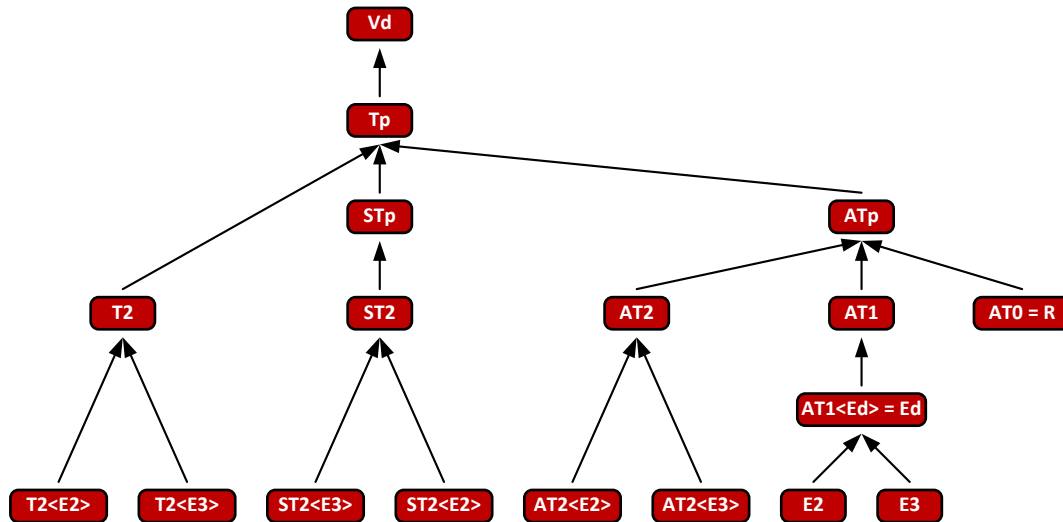 Vd
Tp
STp
ATp
T2
ST2
AT2
AT1
AT0 = R
AT1<Ed> = Ed
T2<E2>
T2<E3>
ST2<E3>
ST2<E2>
AT2<E2>
AT2<E3>
E2
E3